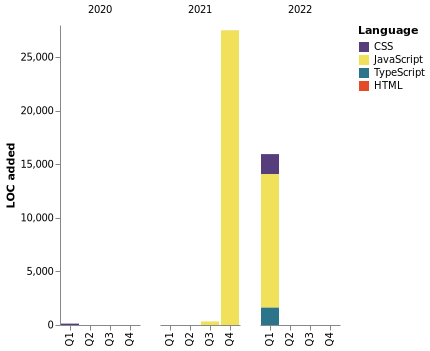 2020 2021 2022
Language
CSS
JavaScript
TypeScript
HTML
LOC added
25,000
20,000
15,000
10,000
5,000
0
Q1 Q2 Q3 Q4 Q1 Q2 Q3 Q4 Q1 Q2 Q3 Q4